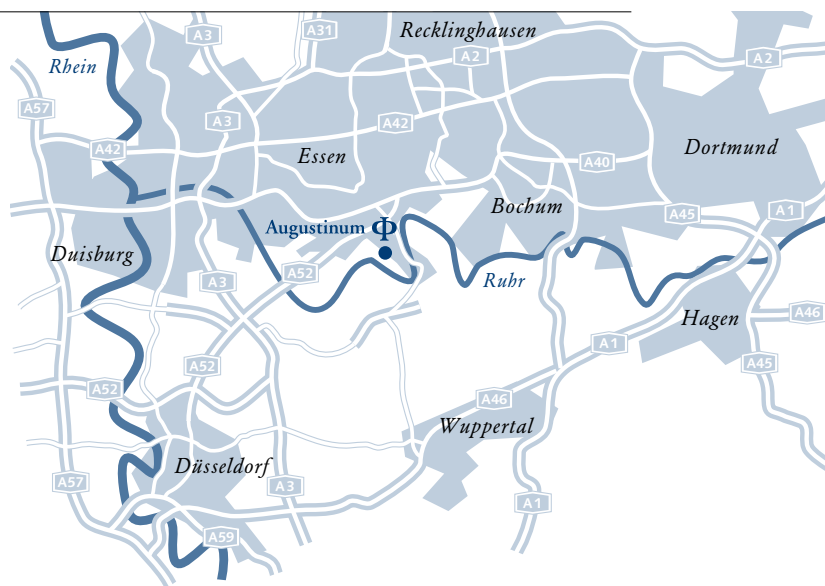 A3
A31
Recklinghausen
A2
A2
Rhein
A57
A3
A42
A42
Essen
A40
Dortmund
Bochum
A45
A1
Augustinum Φ
Duisburg
A52
A3
Ruhr
Hagen
A46
A1
A45
A52
A52
A46
Wuppertal
Düsseldorf
A57
A3
A1
A59